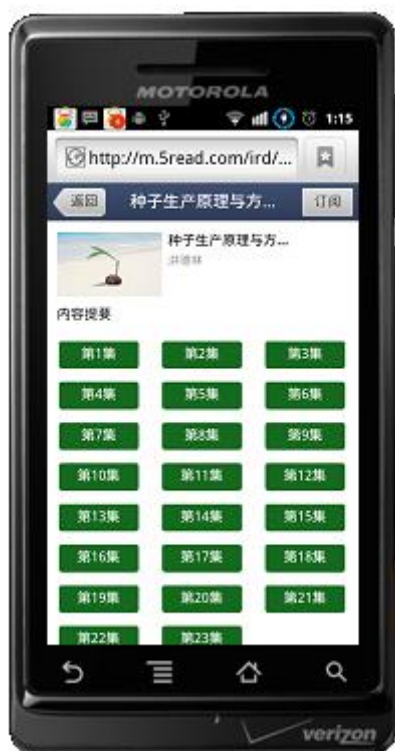 MOTOROLA
1:15
http://m.5read.com/ird/...
返回 种子生产原理与方... 订阅
种子生产原理与方...
洪德林
内容提要
第1集 第2集 第3集
第4集 第5集 第6集
第7集 第8集 第9集
第10集 第11集 第12集
第13集 第14集 第15集
第16集 第17集 第18集
第19集 第20集 第21集
第22集 第23集
verizon